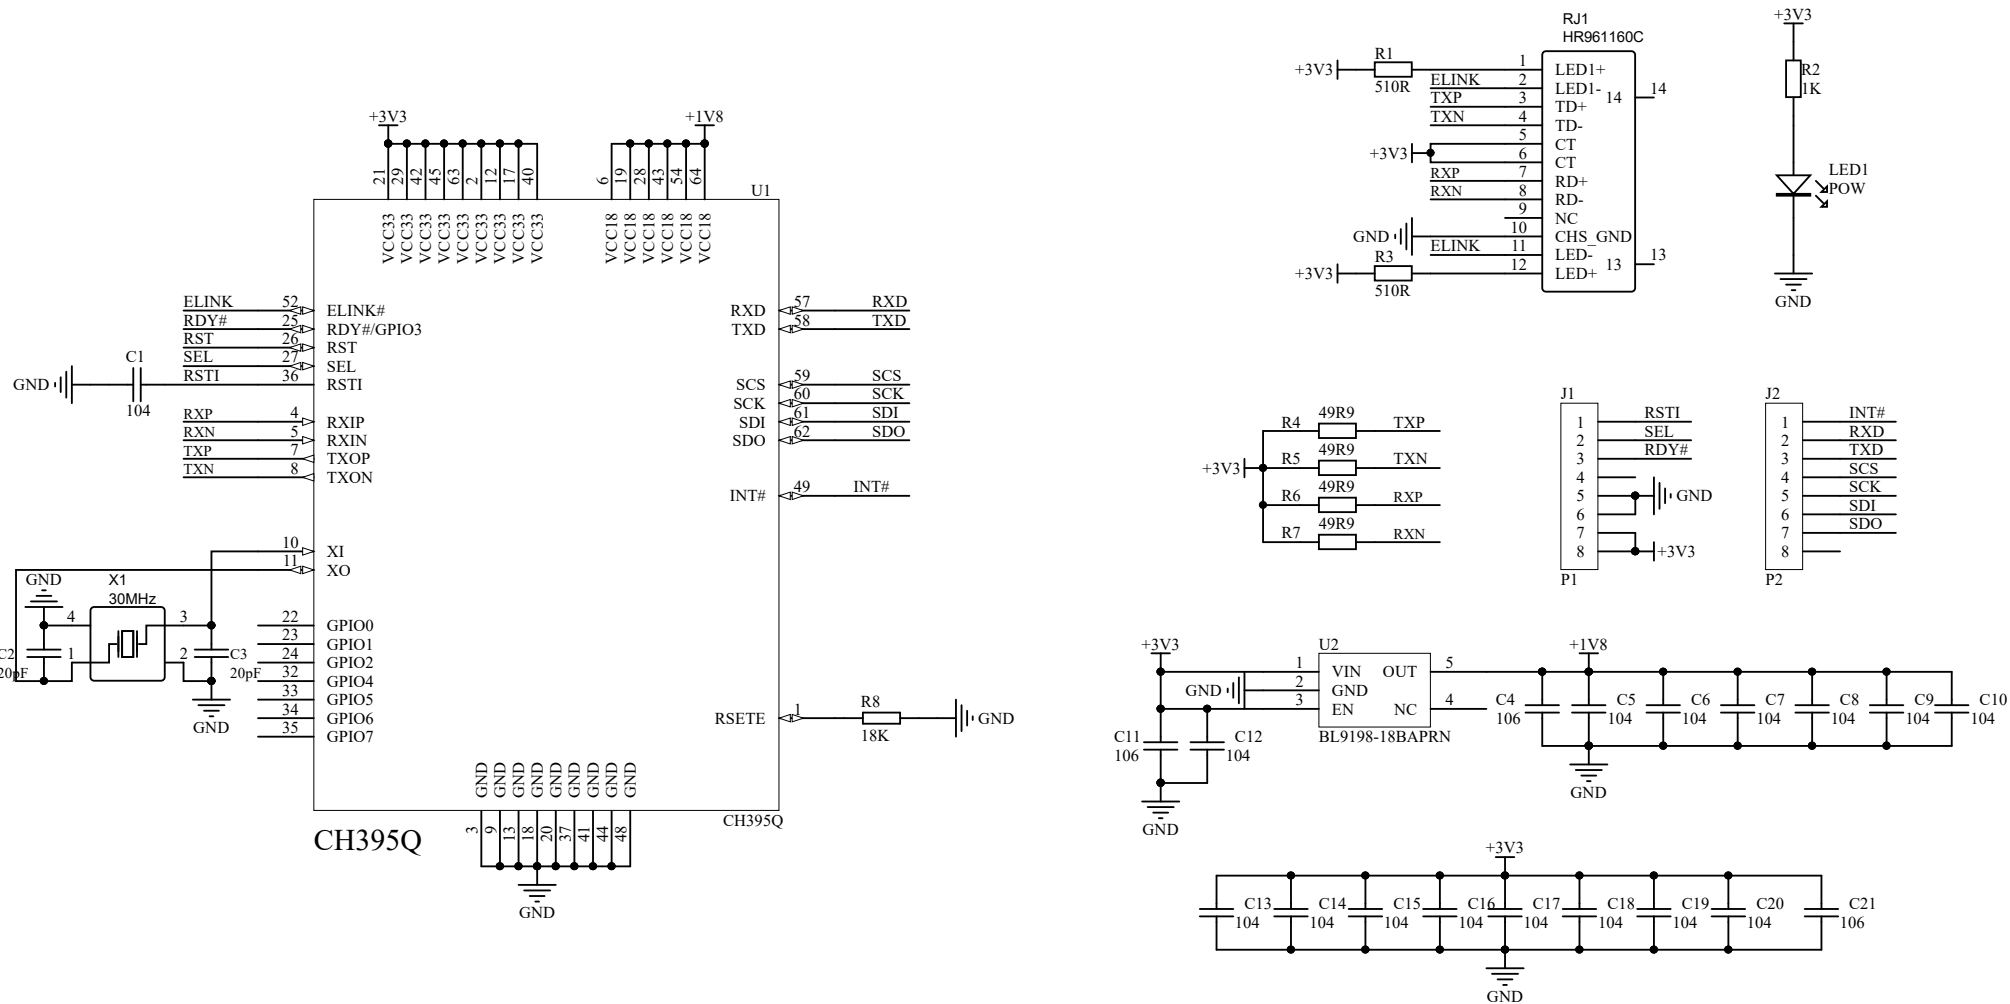 +3V3
+1V8
21
29
42
45
63
2
12
17
40
6
19
28
43
54
64
U1
VCC33
VCC33
VCC33
VCC33
VCC33
VCC33
VCC33
VCC33
VCC33
VCC18
VCC18
VCC18
VCC18
VCC18
VCC18
ELINK 52 ELINK#
RDY# 25 RDY#/GPIO3
RST 26 RST
SEL 27 SEL
RSTI 36 RSTI
GND
C1
104
RXP 4 RXIP
RXN 5 RXIN
TXP 7 TXOP
TXN 8 TXON
10 XI
11 XO
GND
X1
30MHz
4
3
1
2
C2
20pF
C3
20pF
GND
22 GPIO0
23 GPIO1
24 GPIO2
32 GPIO4
33 GPIO5
34 GPIO6
35 GPIO7
RXD 57 RXD
TXD 58 TXD
SCS 59 SCS
SCK 60 SCK
SDI 61 SDI
SDO 62 SDO
INT# 49 INT#
RSETE 1
R8
18K
GND
GND
GND
GND
GND
GND
GND
GND
GND
GND
3
9
13
18
20
37
41
44
48
CH395Q
CH395Q
GND
RJ1
HR961160C
+3V3
R1
510R
1 LED1+
ELINK 2 LED1-
TXP 3 TD+
TXN 4 TD-
5 CT
+3V3
6 CT
RXP 7 RD+
RXN 8 RD-
9 NC
GND 10 CHS_GND
ELINK 11 LED-
12 LED+
+3V3
R3
510R
14 14
13 13
+3V3
R2
1K
LED1
POW
GND
+3V3
R4 49R9 TXP
R5 49R9 TXN
R6 49R9 RXP
R7 49R9 RXN
J1
1 RSTI
2 SEL
3 RDY#
4
5 GND
6
7
8 +3V3
P1
J2
1 INT#
2 RXD
3 TXD
4 SCS
5 SCK
6 SDI
7 SDO
8
P2
+3V3
U2
1 VIN OUT 5
GND 2 GND
3 EN NC 4
BL9198-18BAPRN
C11
106
C12
104
GND
+1V8
C4
106
C5
104
C6
104
C7
104
C8
104
C9
104
C10
104
GND
+3V3
C13
104
C14
104
C15
104
C16
104
C17
104
C18
104
C19
104
C20
104
C21
106
GND